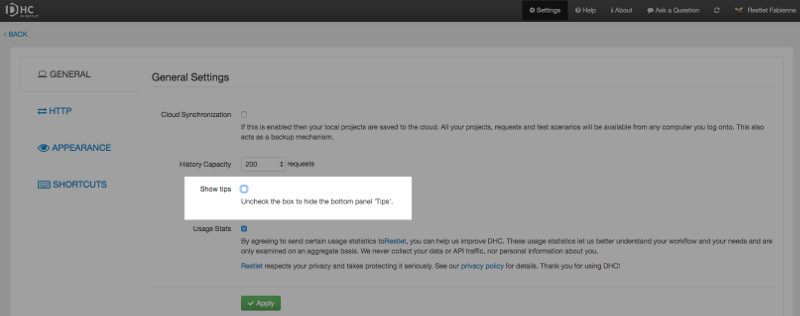 DHC
BY RESTLET
Settings
Help
About
Ask a Question
Restlet Fabienne
‹ BACK
GENERAL
HTTP
APPEARANCE
SHORTCUTS
General Settings
Cloud Synchronization
If this is enabled then your local projects are saved to the cloud. All your projects, requests and test scenarios will be available from any computer you log onto. This also
acts as a backup mechanism.
History Capacity 200 requests
Show tips
Uncheck the box to hide the bottom panel 'Tips'.
Usage Stats
By agreeing to send certain usage statistics toRestlet, you can help us improve DHC. These usage statistics let us better understand your workflow and your needs and are
only examined on an aggregate basis. We never collect your data or API traffic, nor personal information about you.
Restlet respects your privacy and takes protecting it seriously. See our privacy policy for details. Thank you for using DHC!
Apply